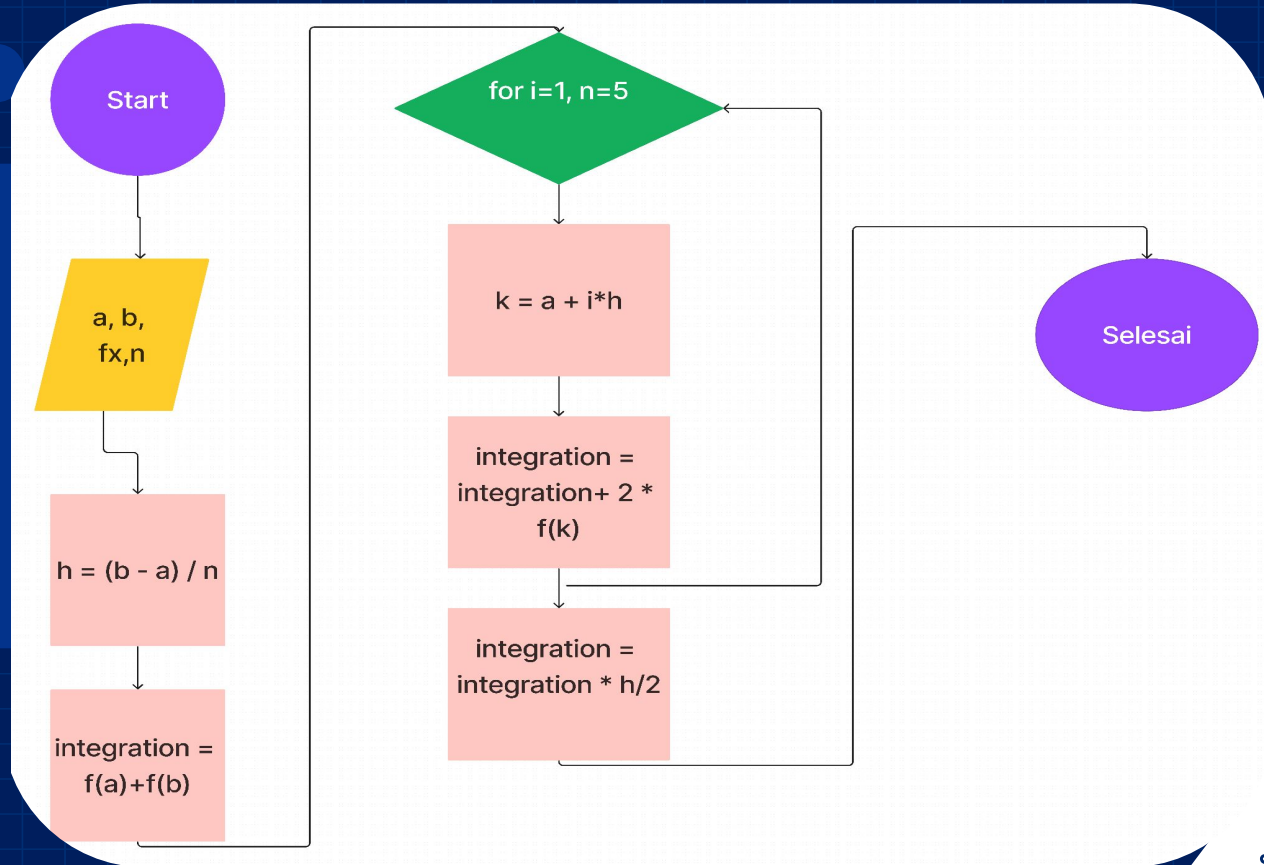 Start
a, b,
fx,n
h = (b - a) / n
integration =
f(a)+f(b)
for i=1, n=5
k = a + i*h
integration =
integration+ 2 *
f(k)
integration =
integration * h/2
Selesai